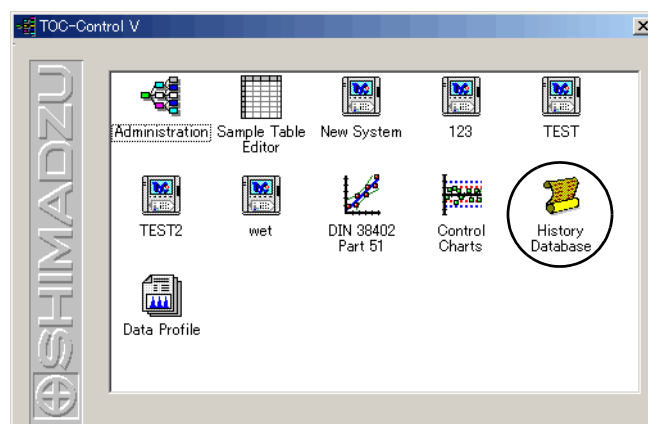 TOC-Control V
SHIMADZU
Administration
Sample Table
Editor
New System
123
TEST
TEST2
wet
DIN 38402
Part 51
Control
Charts
History
Database
Data Profile